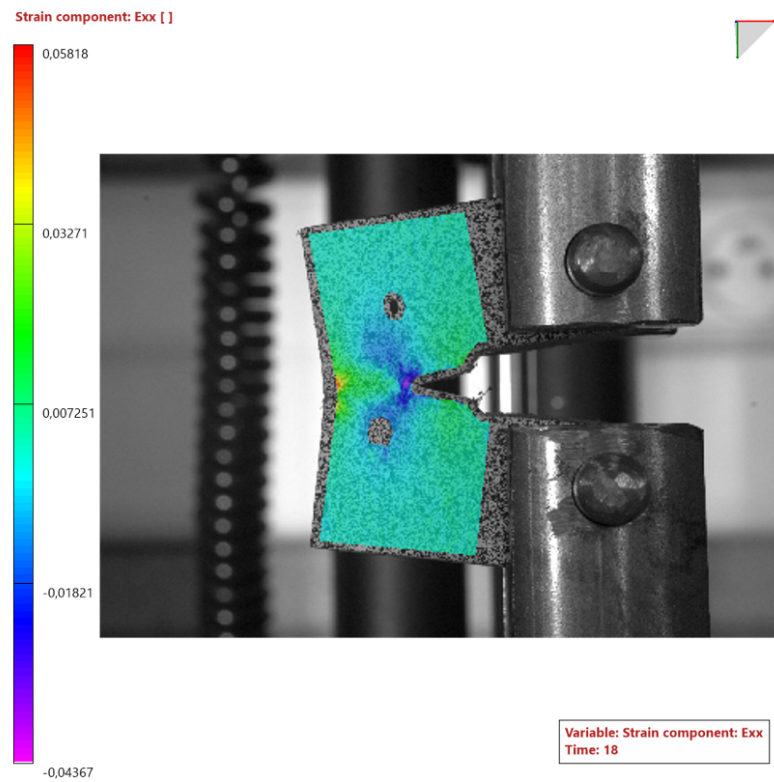 Strain component: Exx [ ]
0,05818
0,03271
0,007251
-0,01821
-0,04367
Variable: Strain component: Exx
Time: 18